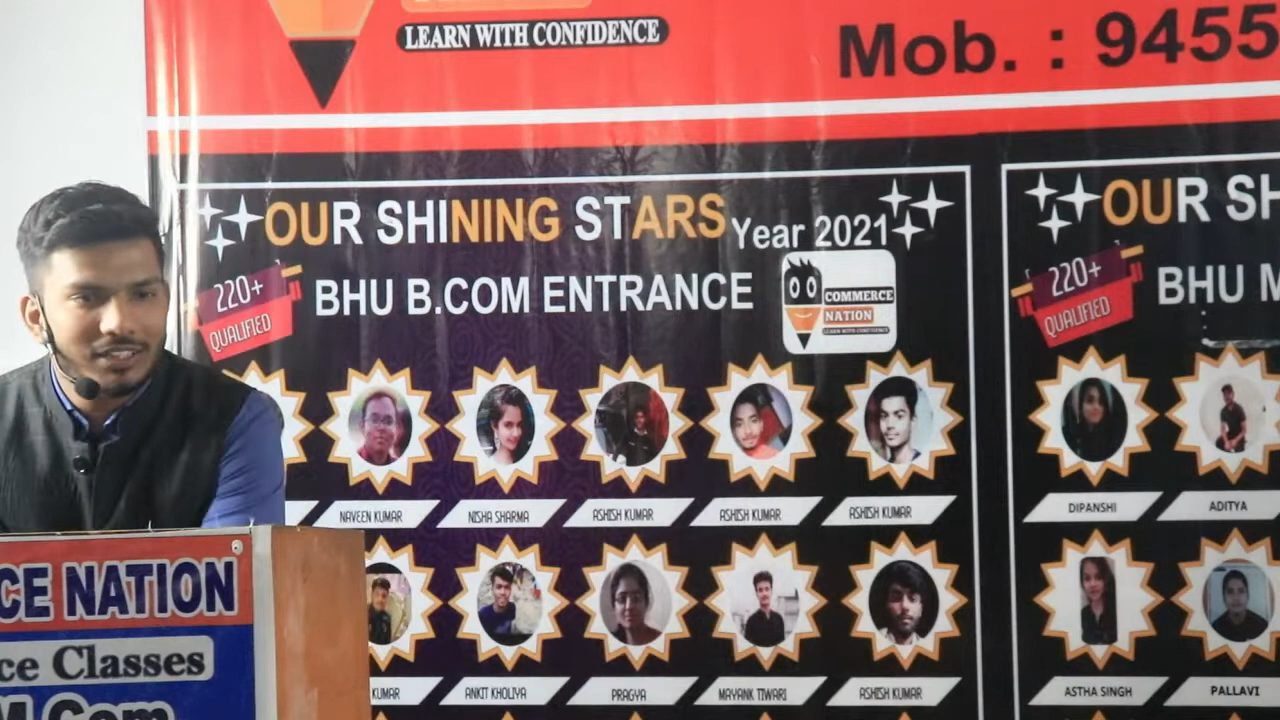 LEARN WITH CONFIDENCE
Mob. : 9455
OUR SHINING STARS Year 2021
220+
QUALIFIED
BHU B.COM ENTRANCE
COMMERCE
NATION
LEARN WITH CONFIDENCE
NAVEEN KUMAR
NISHA SHARMA
ASHISH KUMAR
ASHISH KUMAR
ASHISH KUMAR
KUMAR
ANKIT KHOLIYA
PRAGYA
MAYANK TIWARI
ASHISH KUMAR
OUR SH
220+
QUALIFIED
BHU M
DIPANSHI
ADITYA
ASTHA SINGH
PALLAVI
CE NATION
ce Classes
M.Com